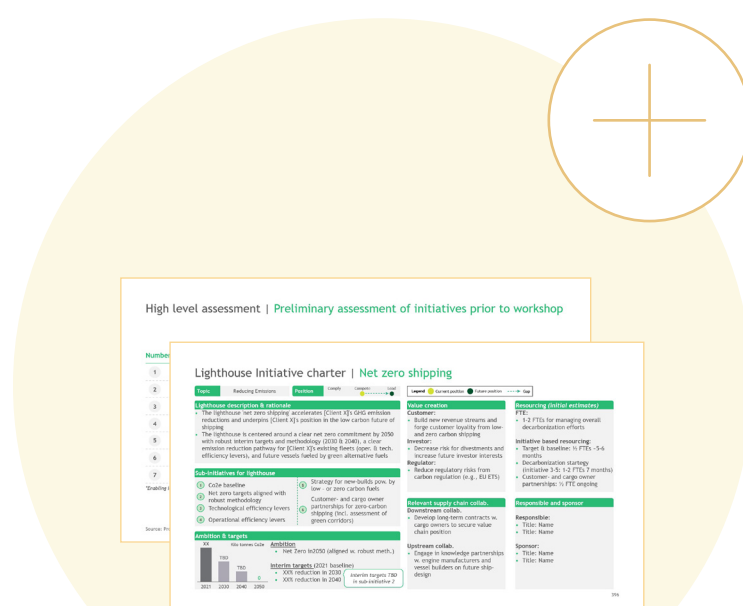 High level assessment | Preliminary assessment of initiatives prior to workshop
Number
1
2
3
4
5
6
7
Lighthouse Initiative charter | Net zero shipping
Topic Reducing Emissions Position Comply Compete Lead
Legend Current position Future position Gap
Lighthouse description & rationale
• The lighthouse net zero shipping accelerates [Client X]'s GHG emission
reductions and underpins [Client X]'s position in the low carbon future of
shipping
• The lighthouse is centered around a clear net zero commitment by 2050
with robust interim targets and methodology (2030 & 2040), a clear
emission reduction pathway for [Client X]'s existing fleets (oper. & tech.
efficiency levers), and future vessels fueled by green alternative fuels
Sub-initiatives for lighthouse
1 Co2e baseline
2 Net zero targets aligned with
robust methodology
3 Technological efficiency levers
4 Operational efficiency levers
Strategy for new-builds pow. by
low - or zero carbon fuels
Customer- and cargo owner
partnerships for zero-carbon
shipping (incl. assessment of
green corridors)
Ambition & targets
XX Kilo tonnes Co2e
TBD
TBD
0
2021 2030 2040 2050
Ambition
• Net Zero in2050 (aligned w. robust meth.)
Interim targets (2021 baseline)
• XX% reduction in 2030
• XX% reduction in 2040
Interim targets TBD
in sub-initiative 2
Value creation
Customer:
• Build new revenue streams and
forge customer loyalty from low-
and zero carbon shipping
Investor:
• Decrease risk for divestments and
increase future investor interests
Regulator:
• Reduce regulatory risks from
carbon regulation (e.g., EU ETS)
Relevant supply chain collab.
Downstream collab.
• Develop long-term contracts w.
cargo owners to secure value
chain position
Upstream collab.
• Engage in knowledge partnerships
w. engine manufacturers and
vessel builders on future ship-
design
Resourcing (initial estimates)
FTE:
• 1-2 FTEs for managing overall
decarbonization efforts
Initiative based resourcing:
• Target & baseline: ½ FTEs ~5-6
months
• Decarbonization startegy
(initiative 3-5: 1-2 FTEs 7 months)
• Customer- and cargo owner
partnerships: ½ FTE ongoing
Responsible and sponsor
Responsible:
• Title: Name
• Title: Name
Sponsor:
• Title: Name
• Title: Name